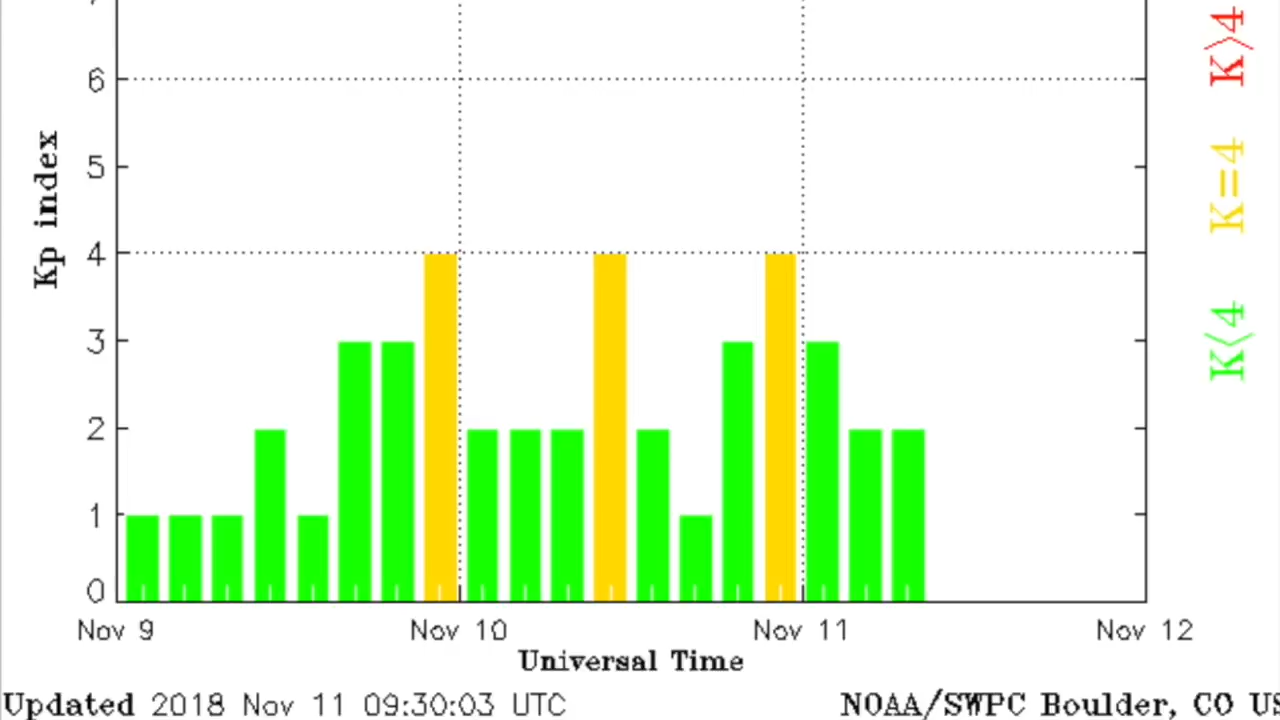 7
6
5
4
3
2
1
0
Kp index
Nov 9 Nov 10 Nov 11 Nov 12
Universal Time
Updated 2018 Nov 11 09:30:03 UTC
NOAA/SWPC Boulder, CO US
K>4
K=4
K<4